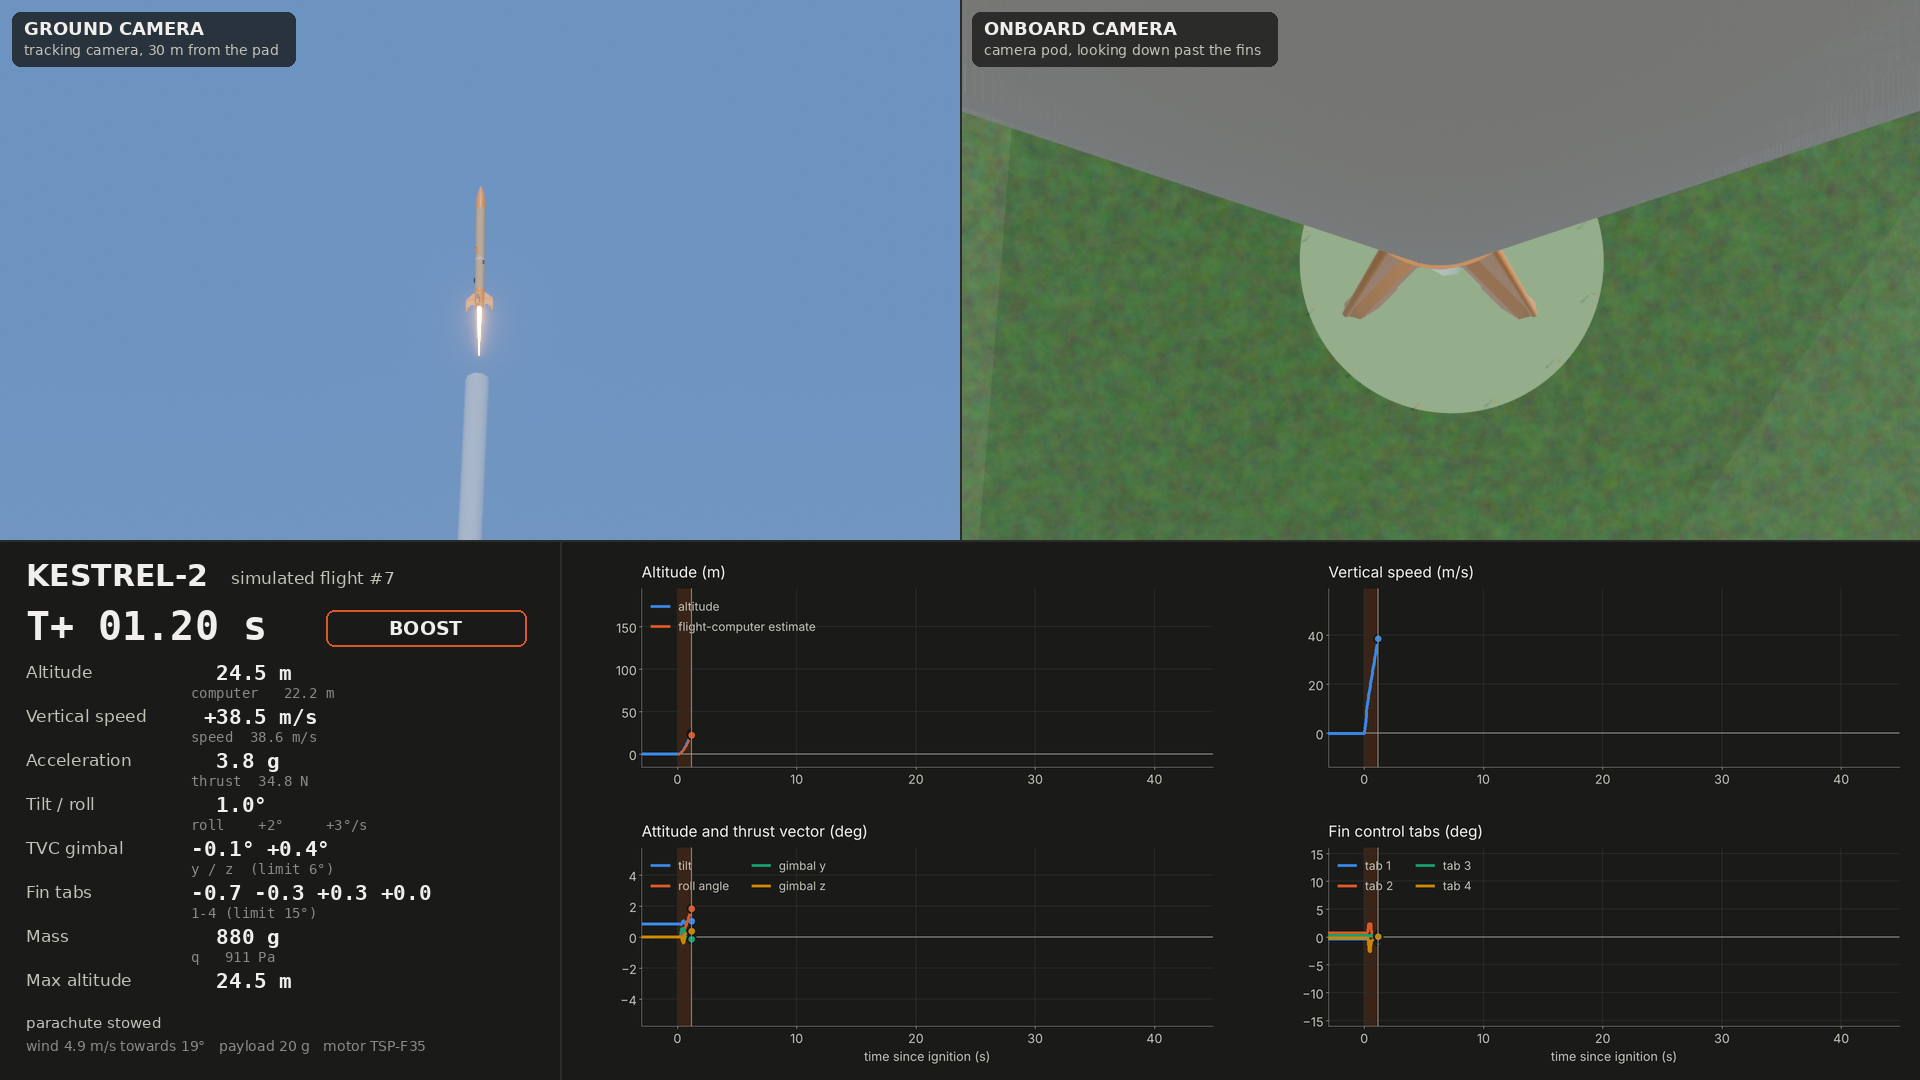 GROUND CAMERA
tracking camera, 30 m from the pad
ONBOARD CAMERA
camera pod, looking down past the fins
KESTREL-2 simulated flight #7
T+ 01.20 s BOOST
Altitude 24.5 m
computer 22.2 m
Vertical speed +38.5 m/s
speed 38.6 m/s
Acceleration 3.8 g
thrust 34.8 N
Tilt / roll 1.0°
roll +2° +3°/s
TVC gimbal -0.1° +0.4°
y / z (limit 6°)
Fin tabs -0.7 -0.3 +0.3 +0.0
1-4 (limit 15°)
Mass 880 g
q 911 Pa
Max altitude 24.5 m
parachute stowed
wind 4.9 m/s towards 19° payload 20 g motor TSP-F35
Altitude (m)
altitude
flight-computer estimate
150
100
50
0
0 10 20 30 40
Vertical speed (m/s)
40
20
0
0 10 20 30 40
Attitude and thrust vector (deg)
tilt gimbal y
roll angle gimbal z
4
2
0
−2
−4
0 10 20 30 40
time since ignition (s)
Fin control tabs (deg)
tab 1 tab 3
tab 2 tab 4
15
10
5
0
−5
−10
−15
0 10 20 30 40
time since ignition (s)